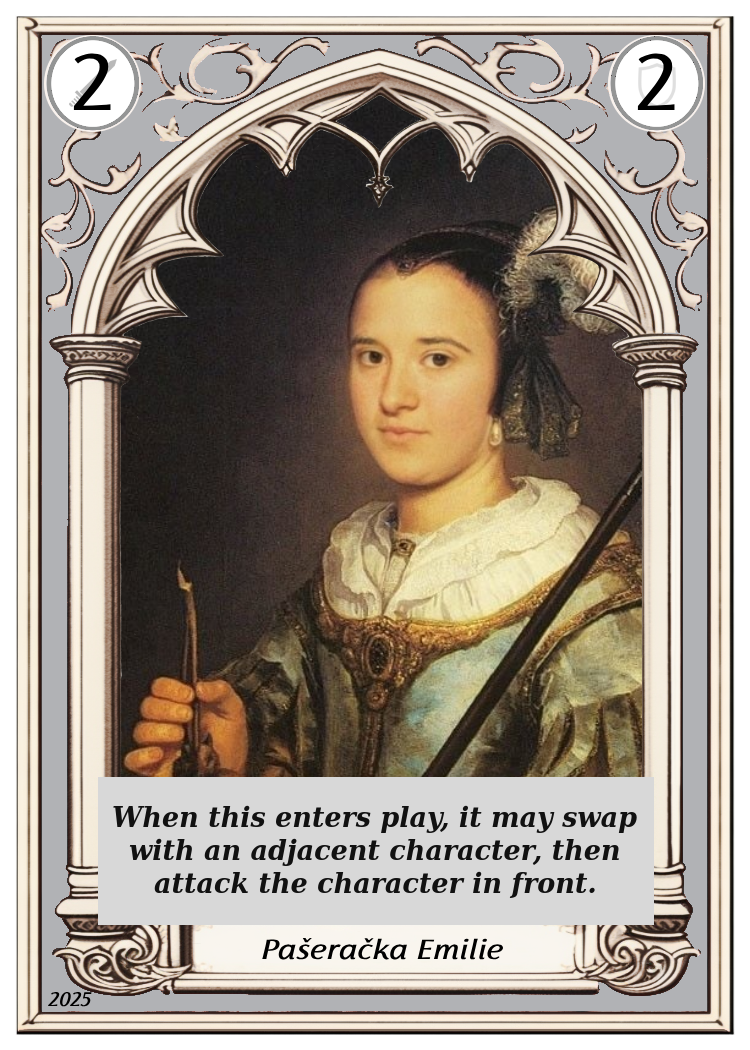 2 2
When this enters play, it may swap
with an adjacent character, then
attack the character in front.
Pašeračka Emilie
2025